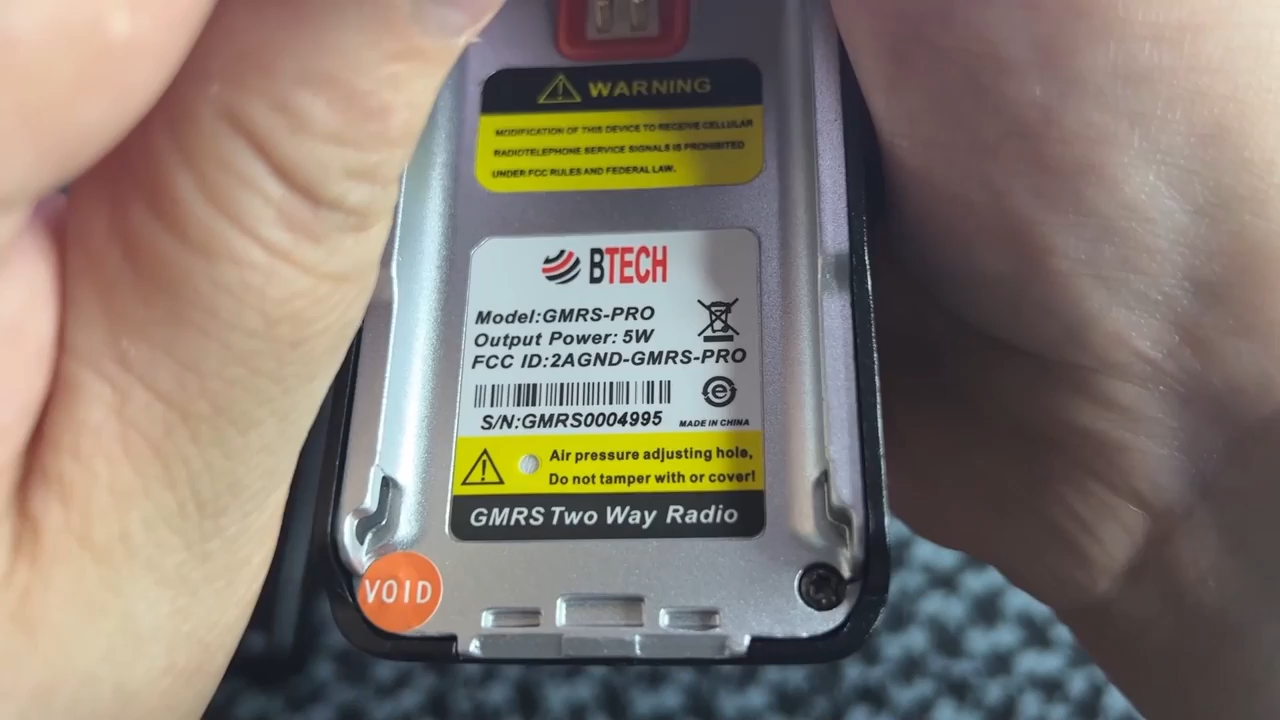 WARNING
MODIFICATION OF THIS DEVICE TO RECEIVE CELLULAR
RADIOTELEPHONE SERVICE SIGNALS IS PROHIBITED
UNDER FCC RULES AND FEDERAL LAW.
BTECH
Model:GMRS-PRO
Output Power: 5W
FCC ID:2AGND-GMRS-PRO
S/N:GMRS0004995
MADE IN CHINA
Air pressure adjusting hole,
Do not tamper with or cover!
GMRS Two Way Radio
VOID